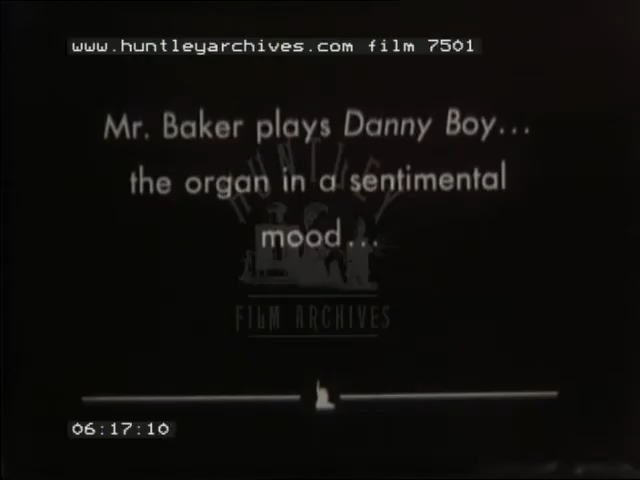 www.huntleyarchives.com film 7501
Mr. Baker plays Danny Boy...
the organ in a sentimental
mood...
HUNTLEY
FILM ARCHIVES
06:17:10